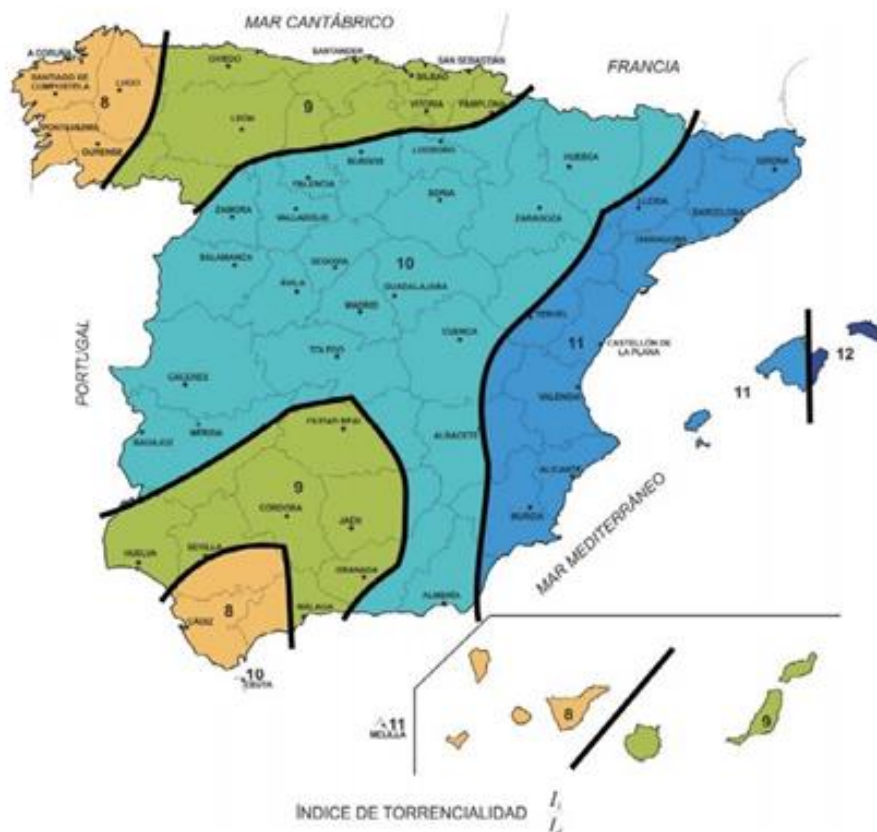 MAR CANTÁBRICO
A CORUÑA
OVIEDO
SANTANDER
SAN SEBASTIÁN
BILBAO
FRANCIA
SANTIAGO DE
COMPOSTELA
LUGO
8
9
VITORIA
PAMPLONA
PONTEVEDRA
LEÓN
OURENSE
BURGOS
LOGROÑO
HUESCA
GIRONA
PALENCIA
SORIA
ZARAGOZA
LLEIDA
BARCELONA
ZAMORA
VALLADOLID
TARRAGONA
SALAMANCA
SEGOVIA
10
ÁVILA
GUADALAJARA
MADRID
TERUEL
CUENCA
11
CASTELLÓN DE
LA PLANA
12
PORTUGAL
TOLEDO
11
CÁCERES
VALENCIA
BADAJOZ
MÉRIDA
CIUDAD REAL
ALBACETE
ALICANTE
MAR MEDITERRÁNEO
9
CÓRDOBA
JAÉN
MURCIA
HUELVA
SEVILLA
GRANADA
ALMERÍA
8
CÁDIZ
MÁLAGA
10
CEUTA
11
MELILLA
8
9
ÍNDICE DE TORRENCIALIDAD